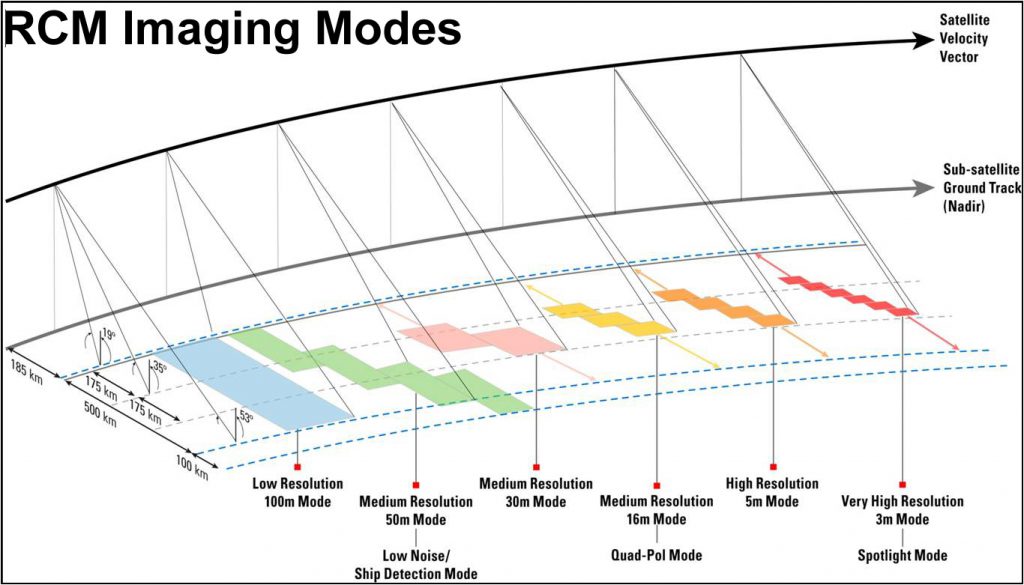 RCM Imaging Modes
Satellite
Velocity
Vector
Sub-satellite
Ground Track
(Nadir)
19°
35°
53°
185 km
175 km
175 km
500 km
100 km
Low Resolution
100m Mode
Medium Resolution
50m Mode
Low Noise/
Ship Detection Mode
Medium Resolution
30m Mode
Medium Resolution
16m Mode
Quad-Pol Mode
High Resolution
5m Mode
Very High Resolution
3m Mode
Spotlight Mode